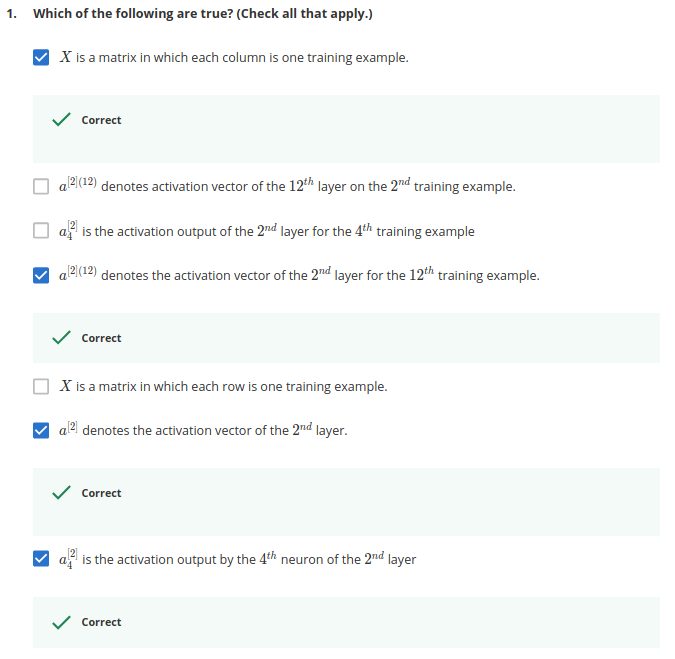 1. Which of the following are true? (Check all that apply.)
X is a matrix in which each column is one training example.
Correct
a^{[2](12)} denotes activation vector of the 12^{th} layer on the 2^{nd} training example.
a_4^{[2]} is the activation output of the 2^{nd} layer for the 4^{th} training example
a^{[2](12)} denotes the activation vector of the 2^{nd} layer for the 12^{th} training example.
Correct
X is a matrix in which each row is one training example.
a^{[2]} denotes the activation vector of the 2^{nd} layer.
Correct
a_4^{[2]} is the activation output by the 4^{th} neuron of the 2^{nd} layer
Correct